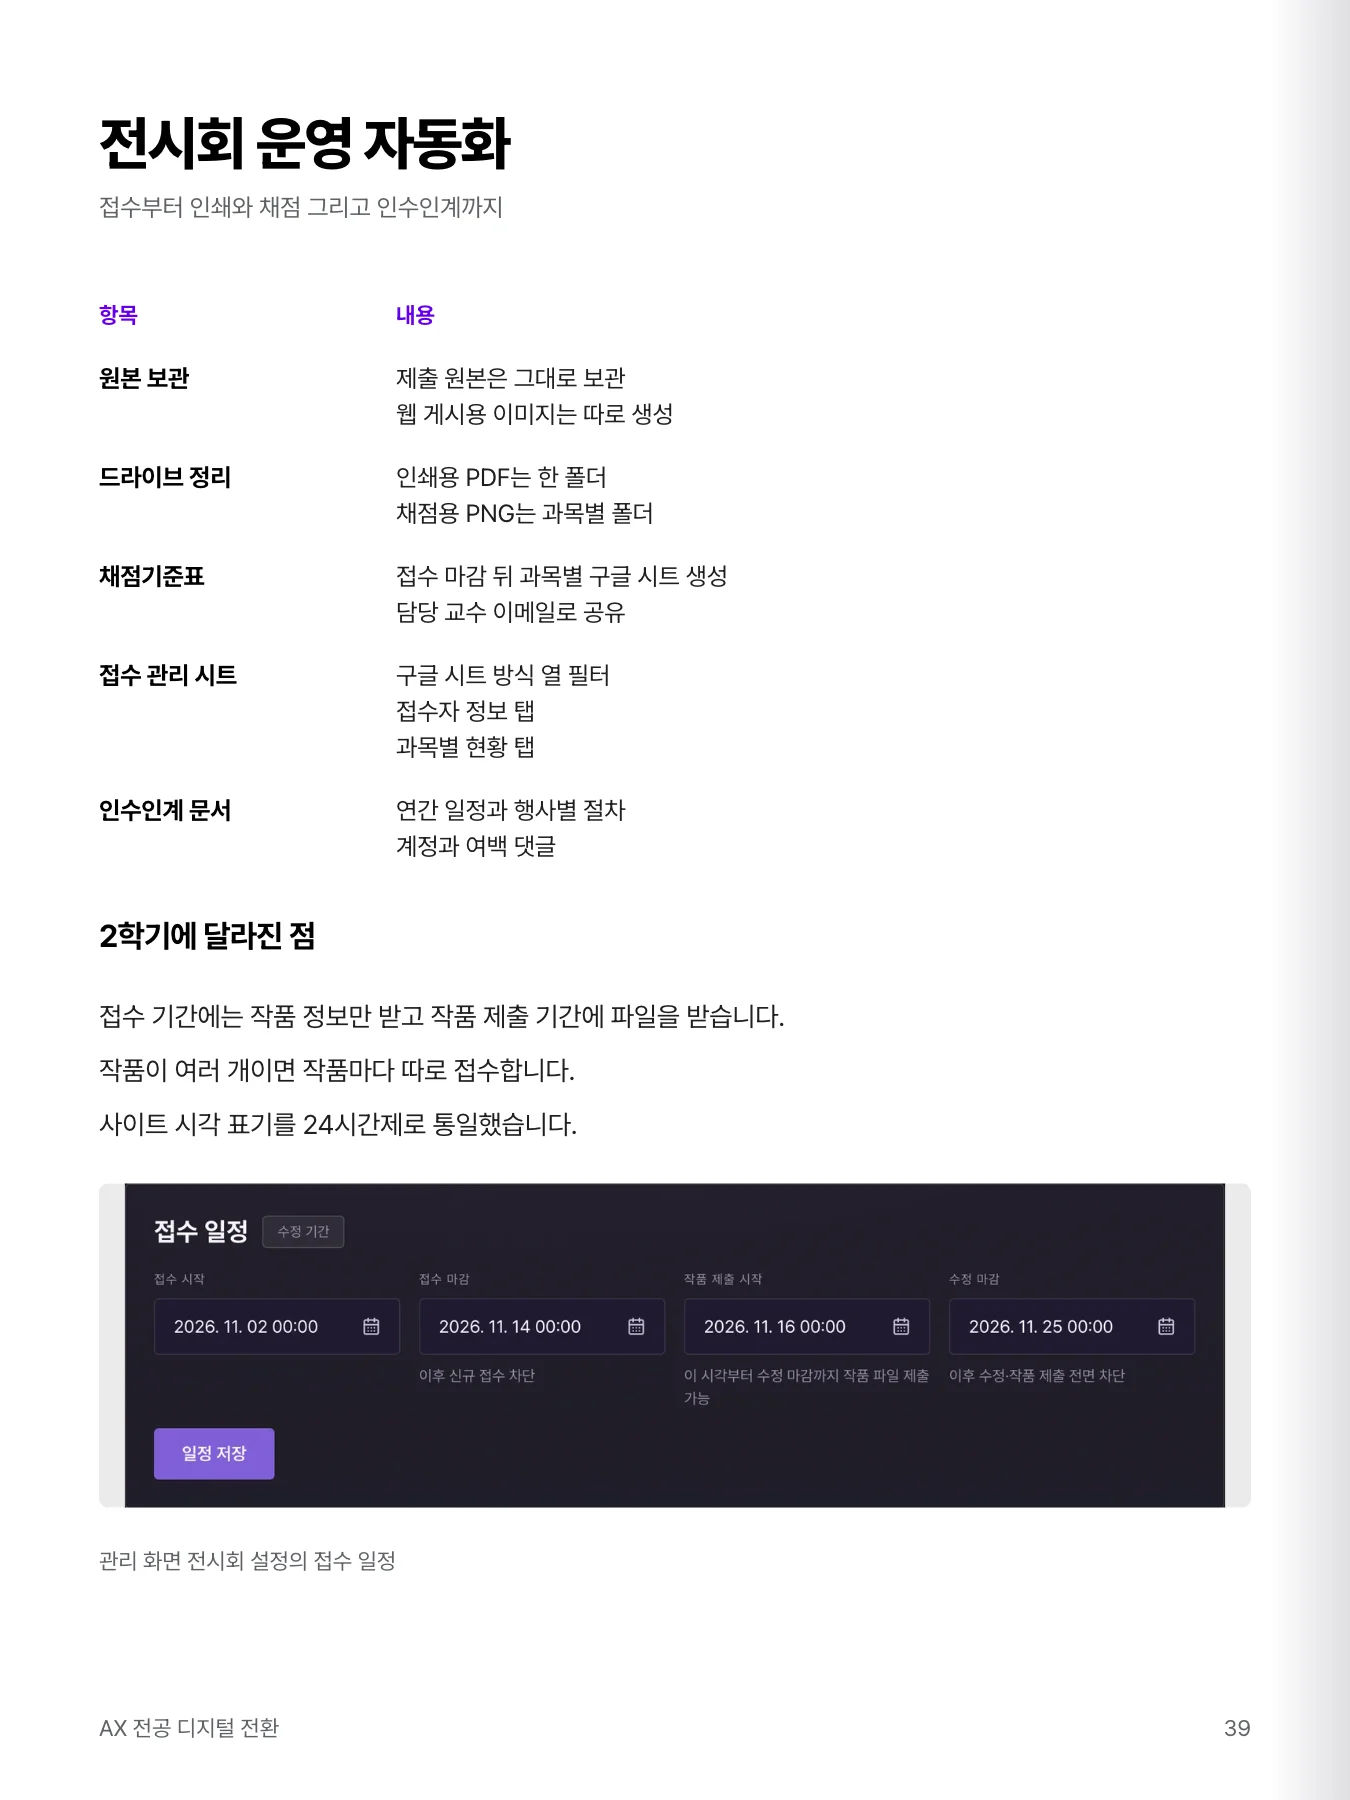 전시회 운영 자동화
접수부터 인쇄와 채점 그리고 인수인계까지
항목 내용
원본 보관 제출 원본은 그대로 보관
웹 게시용 이미지는 따로 생성
드라이브 정리 인쇄용 PDF는 한 폴더
채점용 PNG는 과목별 폴더
채점기준표 접수 마감 뒤 과목별 구글 시트 생성
담당 교수 이메일로 공유
접수 관리 시트 구글 시트 방식 열 필터
접수자 정보 탭
과목별 현황 탭
인수인계 문서 연간 일정과 행사별 절차
계정과 여백 댓글
2학기에 달라진 점
접수 기간에는 작품 정보만 받고 작품 제출 기간에 파일을 받습니다.
작품이 여러 개이면 작품마다 따로 접수합니다.
사이트 시각 표기를 24시간제로 통일했습니다.
접수 일정 수정 기간
접수 시작 접수 마감 작품 제출 시작 수정 마감
2026. 11. 02 00:00 2026. 11. 14 00:00 2026. 11. 16 00:00 2026. 11. 25 00:00
이후 신규 접수 차단 이 시각부터 수정 마감까지 작품 파일 제출 이후 수정·작품 제출 전면 차단
가능
일정 저장
관리 화면 전시회 설정의 접수 일정
AX 전공 디지털 전환 39